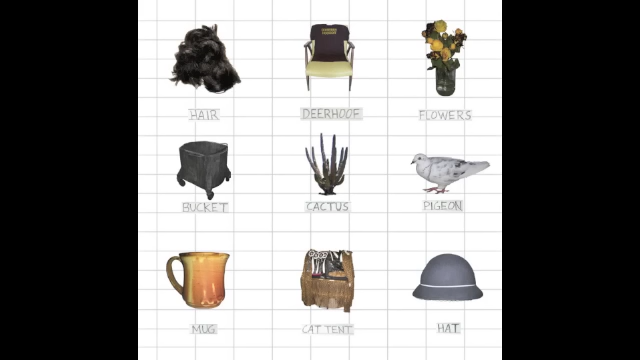 HAIR DEERHOOF FLOWERS
BUCKET CACTUS PIGEON
MUG CAT TENT HAT